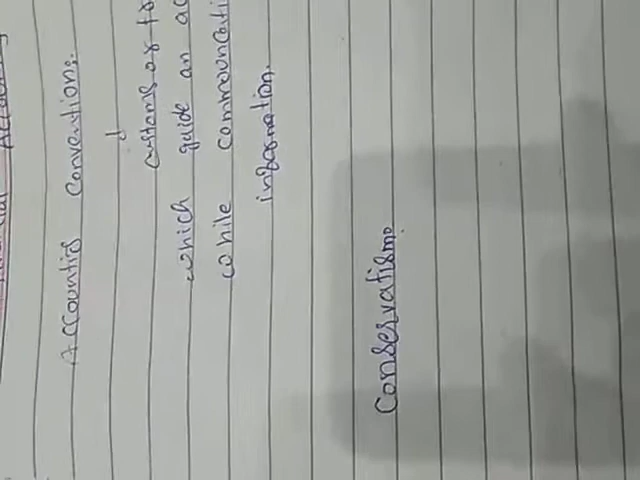 Accounting Conventions:
customs or
which guide an
while communicati
information.
Conservatism: